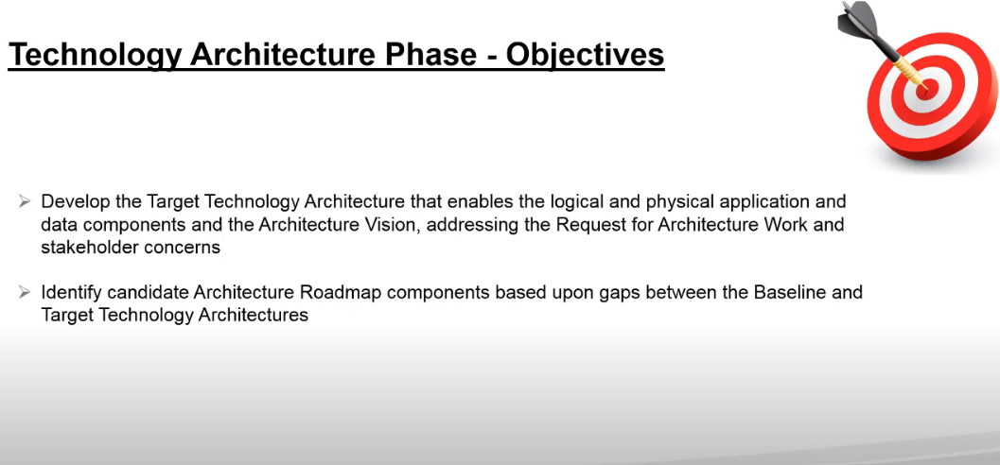 Technology Architecture Phase - Objectives
Develop the Target Technology Architecture that enables the logical and physical application and
data components and the Architecture Vision, addressing the Request for Architecture Work and
stakeholder concerns
Identify candidate Architecture Roadmap components based upon gaps between the Baseline and
Target Technology Architectures